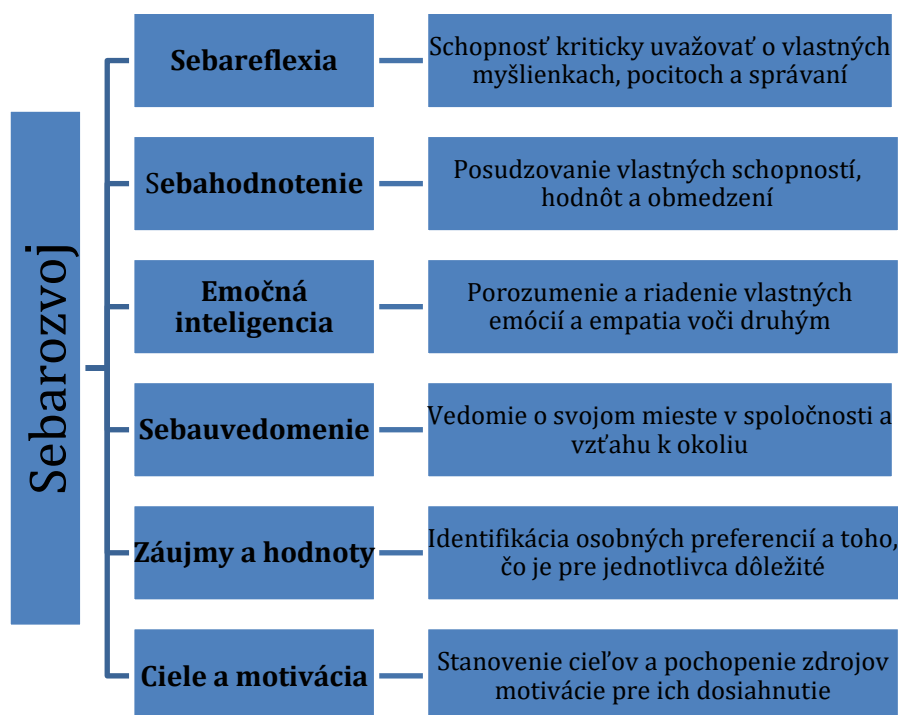 Sebarozvoj
Sebareflexia
Schopnosť kriticky uvažovať o vlastných
myšlienkach, pocitoch a správaní
Sebahodnotenie
Posudzovanie vlastných schopností,
hodnôt a obmedzení
Emočná
inteligencia
Porozumenie a riadenie vlastných
emócií a empatia voči druhým
Sebauvedomenie
Vedomie o svojom mieste v spoločnosti a
vzťahu k okoliu
Záujmy a hodnoty
Identifikácia osobných preferencií a toho,
čo je pre jednotlivca dôležité
Ciele a motivácia
Stanovenie cieľov a pochopenie zdrojov
motivácie pre ich dosiahnutie